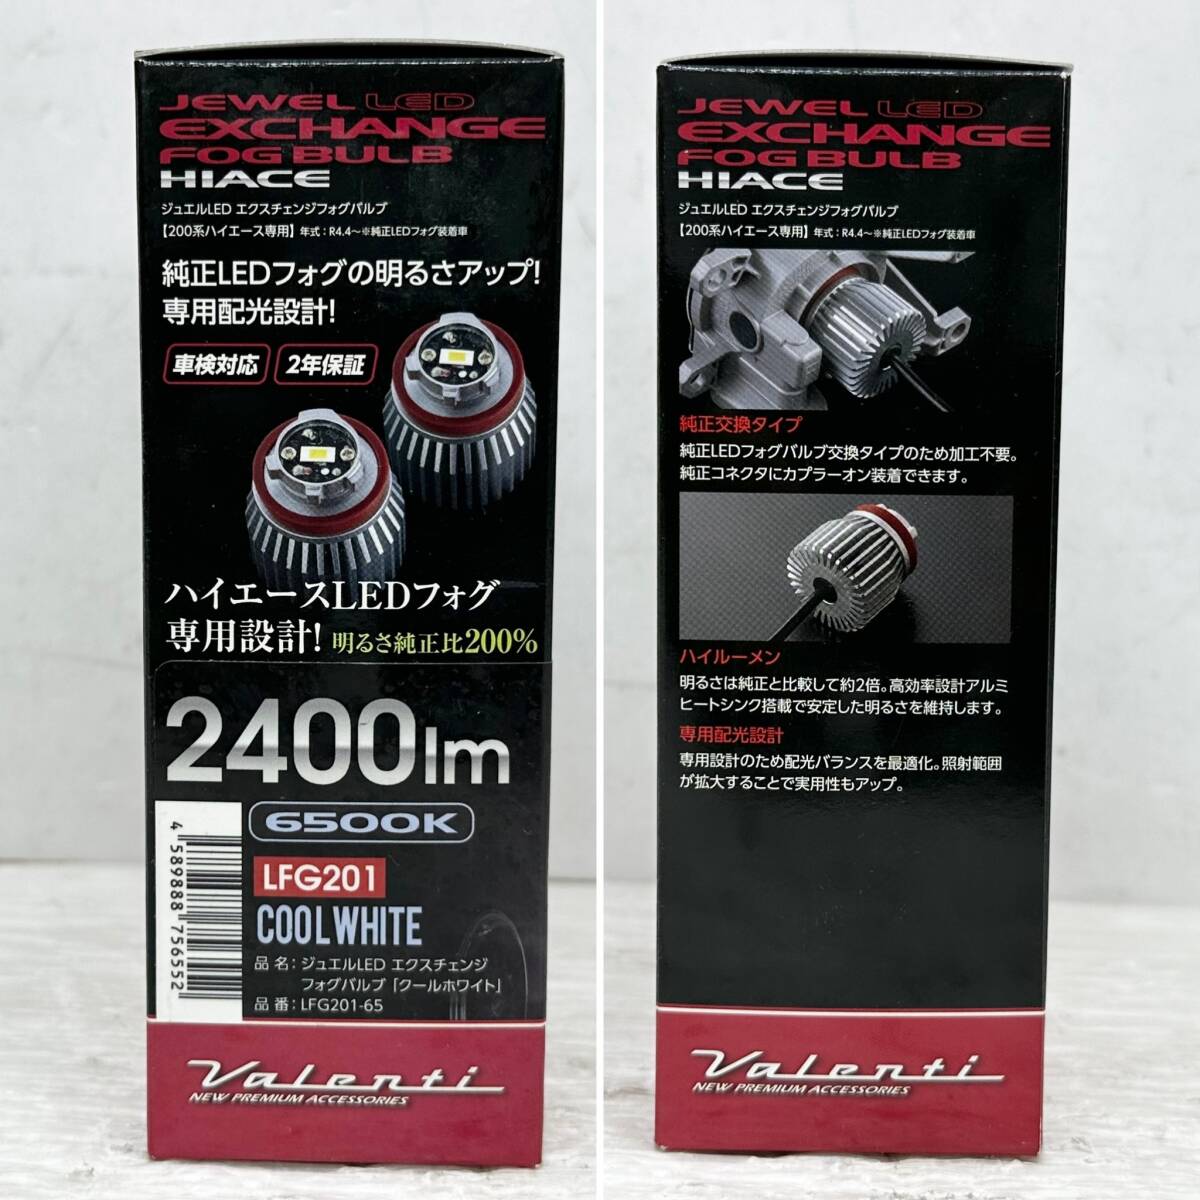 JEWEL LED
EXCHANGE
FOG BULB
HIACE
ジュエルLED エクスチェンジフォグバルブ
【200系ハイエース専用】年式：R4.4～※純正LEDフォグ装着車
純正LEDフォグの明るさアップ！
専用配光設計！
車検対応 2年保証
ハイエースLEDフォグ
専用設計！ 明るさ純正比200%
2400lm
6500K
LFG201
COOL WHITE
品 名：ジュエルLED エクスチェンジ
フォグバルブ「クールホワイト」
品 番：LFG201-65
4 589888 756552
Valenti
NEW PREMIUM ACCESSORIES
JEWEL LED
EXCHANGE
FOG BULB
HIACE
ジュエルLED エクスチェンジフォグバルブ
【200系ハイエース専用】年式：R4.4～※純正LEDフォグ装着車
純正交換タイプ
純正LEDフォグバルブ交換タイプのため加工不要。
純正コネクタにカプラーオン装着できます。
ハイルーメン
明るさは純正と比較して約2倍。高効率設計アルミ
ヒートシンク搭載で安定した明るさを維持します。
専用配光設計
専用設計のため配光バランスを最適化。照射範囲
が拡大することで実用性もアップ。
Valenti
NEW PREMIUM ACCESSORIES